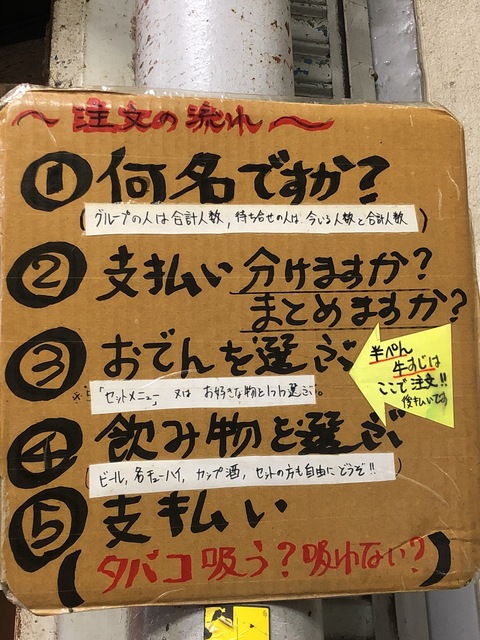 ～注文の流れ～
① 何名ですか?
(グループの人は合計人数, 待ち合せの人は 今いる人数と合計人数)
② 支払い 分けますか?
まとめますか?
③ おでんを選ぶ
「セットメニュー」 又は お好きな物を1つ1つ選ぶ。
半ぺん
牛すじは
ここで注文!!
後払いです
④ 飲み物を選ぶ
ビール, 各チューハイ, カップ酒, セットの方も自由にどうぞ!!)
⑤ 支払い
(タバコ吸う?吸わない?)